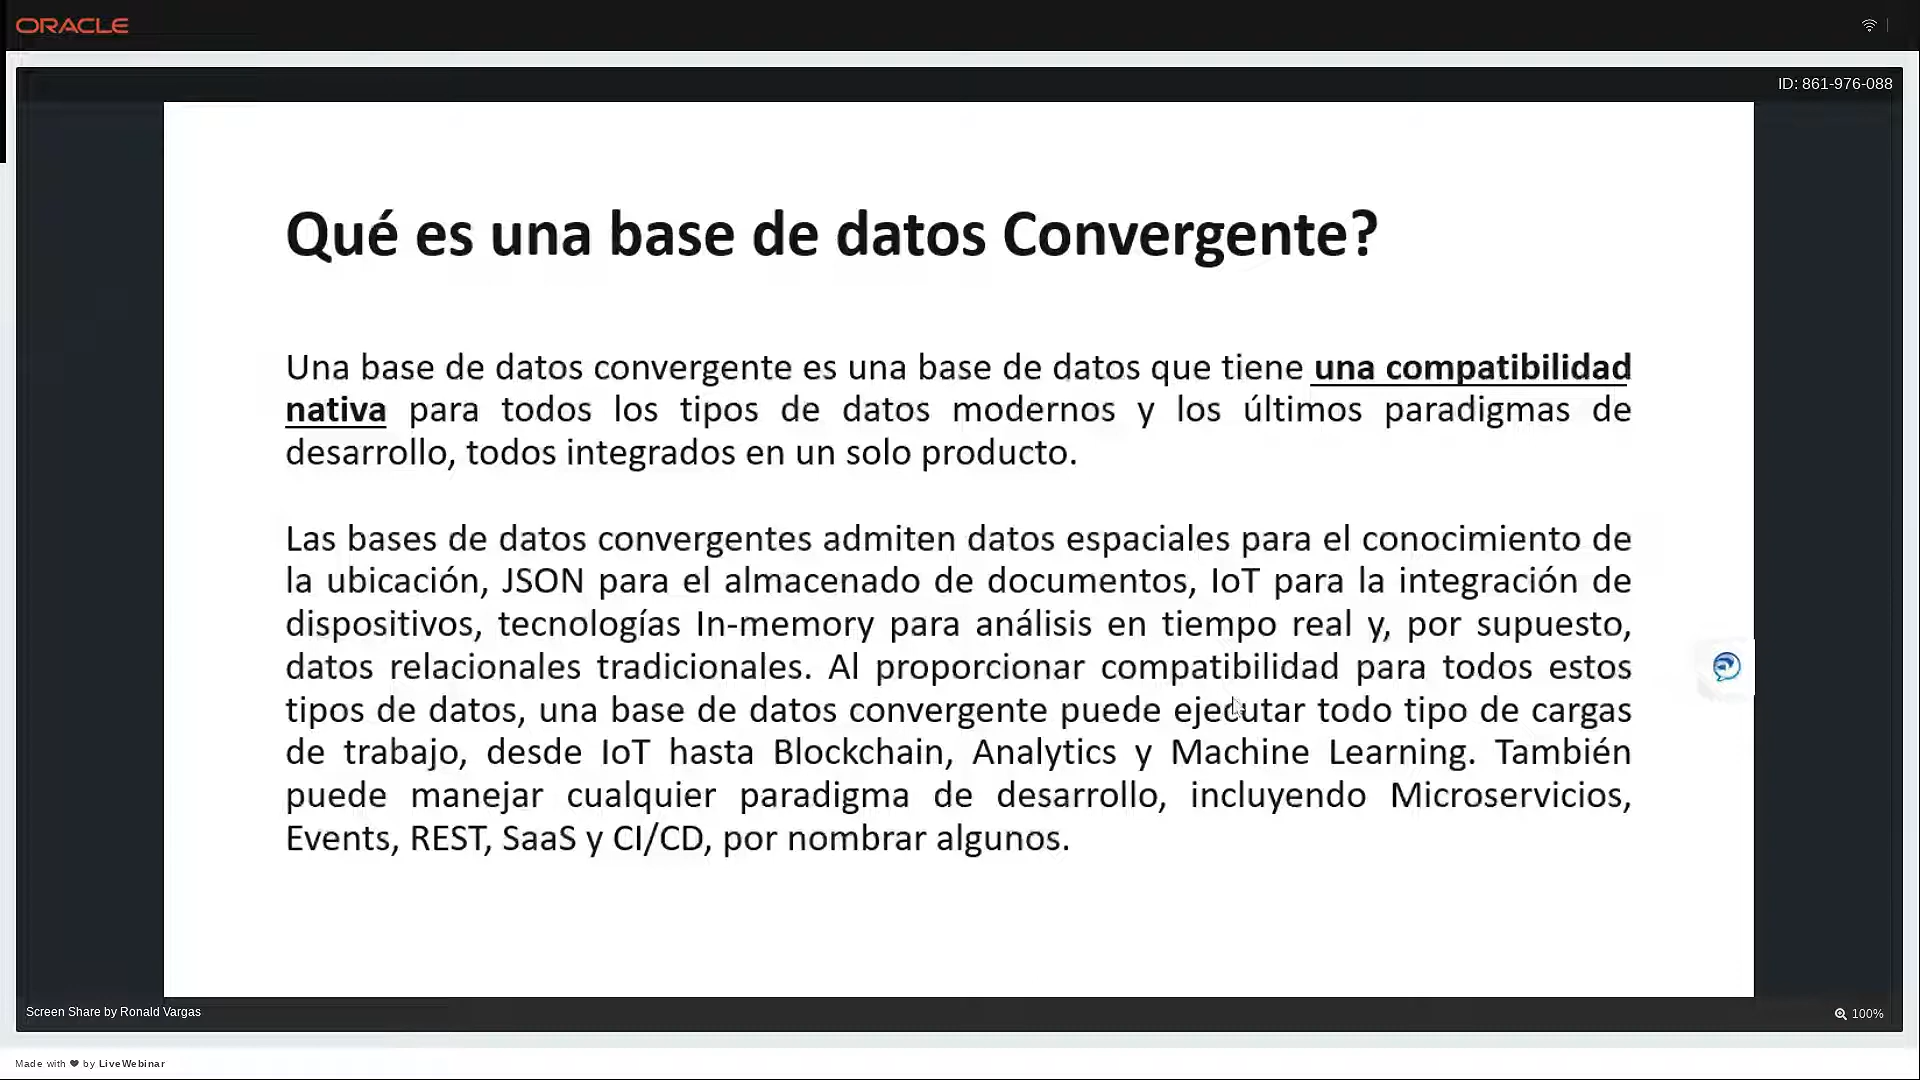 ORACLE
ID: 861-976-088
Qué es una base de datos Convergente?
Una base de datos convergente es una base de datos que tiene una compatibilidad
nativa para todos los tipos de datos modernos y los últimos paradigmas de
desarrollo, todos integrados en un solo producto.
Las bases de datos convergentes admiten datos espaciales para el conocimiento de
la ubicación, JSON para el almacenado de documentos, IoT para la integración de
dispositivos, tecnologías In-memory para análisis en tiempo real y, por supuesto,
datos relacionales tradicionales. Al proporcionar compatibilidad para todos estos
tipos de datos, una base de datos convergente puede ejecutar todo tipo de cargas
de trabajo, desde IoT hasta Blockchain, Analytics y Machine Learning. También
puede manejar cualquier paradigma de desarrollo, incluyendo Microservicios,
Events, REST, SaaS y CI/CD, por nombrar algunos.
Screen Share by Ronald Vargas
100%
Made with ❤ by LiveWebinar